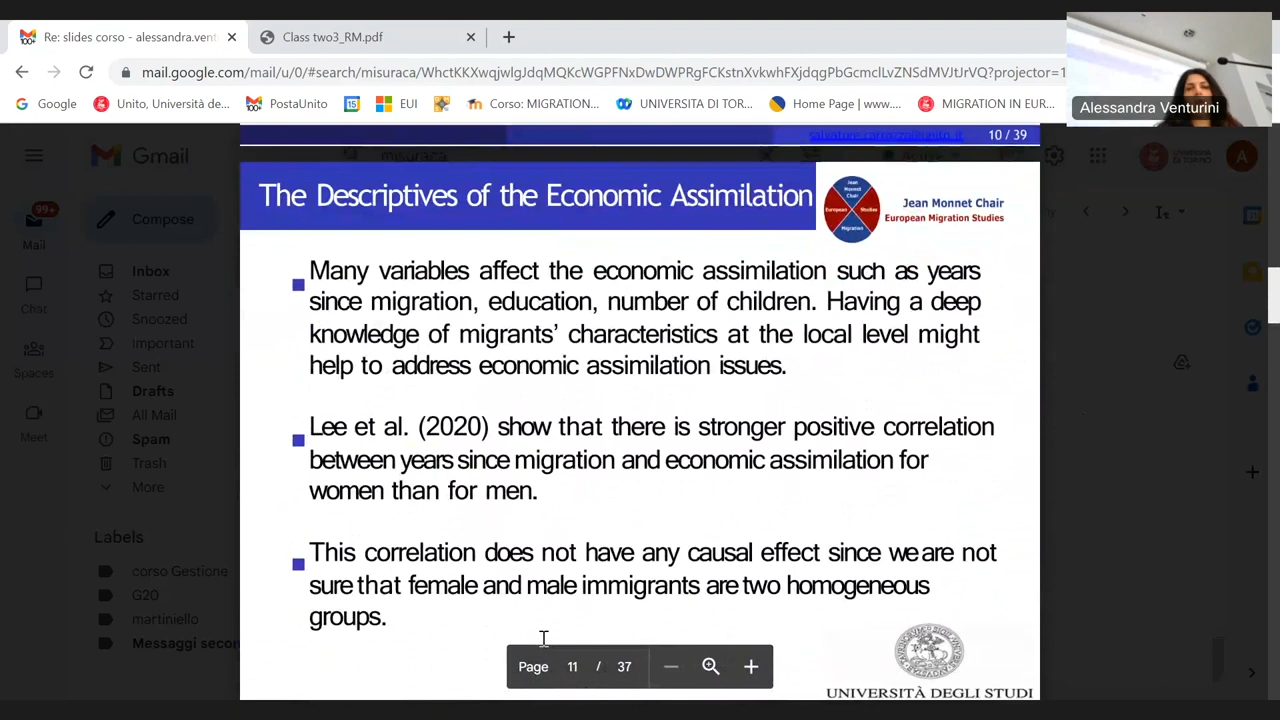 Re: slides corso - alessandra.vent
Class two3_RM.pdf
mail.google.com/mail/u/0/#search/misuraca/
Google
Unito, Università de...
PostaUnito
EUI
Corso: MIGRATION...
UNIVERSITA DI TOR...
Home Page | www....
MIGRATION IN EUR...
Alessandra Venturini
Gmail
misuraca
A
99+
Mail
Chat
Spaces
Meet
Compose
Inbox
Starred
Snoozed
Important
Sent
Drafts
All Mail
Spam
Trash
More
Labels
corso Gestione
G20
martiniello
Messaggi secon
10 / 39
The Descriptives of the Economic Assimilation
Jean Monnet Chair
European Migration Studies
Many variables affect the economic assimilation such as years
since migration, education, number of children. Having a deep
knowledge of migrants’ characteristics at the local level might
help to address economic assimilation issues.
Lee et al. (2020) show that there is stronger positive correlation
between years since migration and economic assimilation for
women than for men.
This correlation does not have any causal effect since we are not
sure that female and male immigrants are two homogeneous
groups.
Page 11 / 37
UNIVERSITÀ DEGLI STUDI